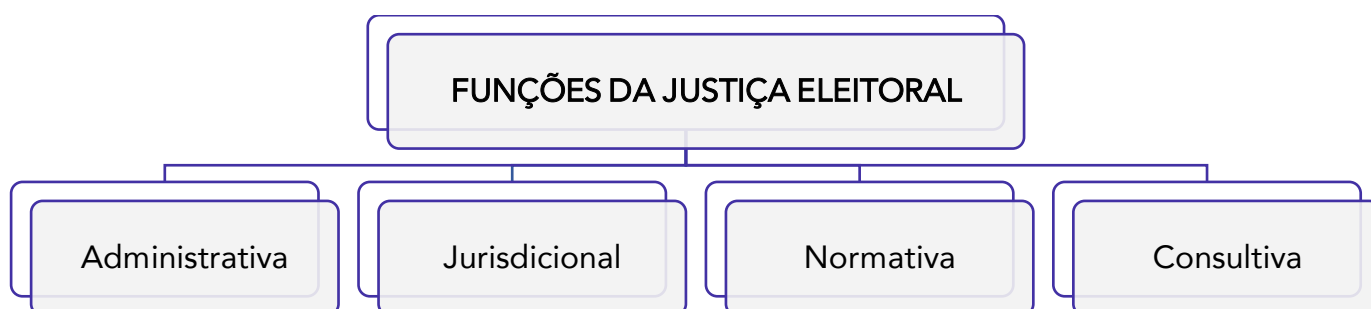 FUNÇÕES DA JUSTIÇA ELEITORAL
Administrativa
Jurisdicional
Normativa
Consultiva